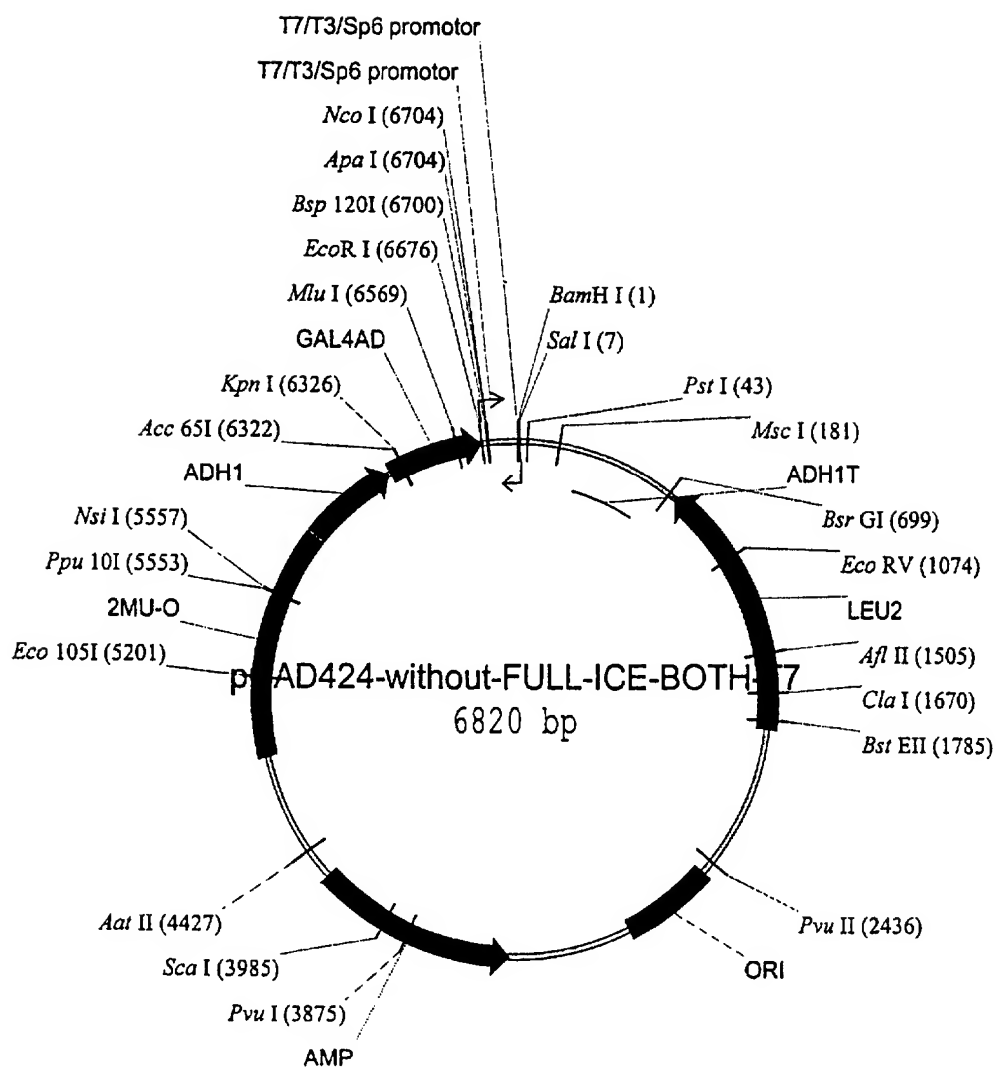 T7/T3/Sp6 promotor
T7/T3/Sp6 promotor
Nco I (6704)
Apa I (6704)
Bsp 120I (6700)
EcoR I (6676)
Mlu I (6569)
GAL4AD
Kpn I (6326)
Acc 65I (6322)
ADH1
Nsi I (5557)
Ppu 10I (5553)
2MU-O
Eco 105I (5201)
BamH I (1)
Sal I (7)
Pst I (43)
Msc I (181)
ADH1T
Bsr GI (699)
Eco RV (1074)
LEU2
Afl II (1505)
Cla I (1670)
Bst EII (1785)
AD424-without-FULL-ICE-BOTH-T7
6820 bp
Aat II (4427)
Sca I (3985)
Pvu I (3875)
AMP
Pvu II (2436)
ORI